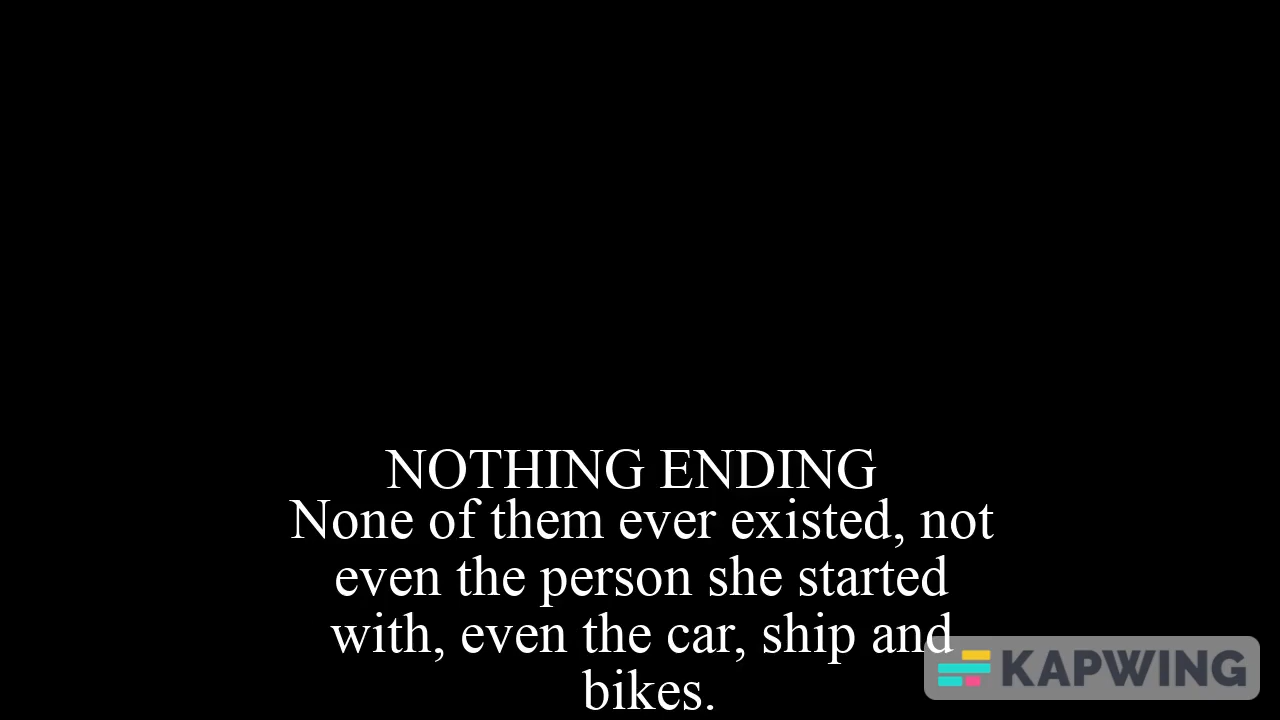 NOTHING ENDING
None of them ever existed, not
even the person she started
with, even the car, ship and
bikes.
KAPWING